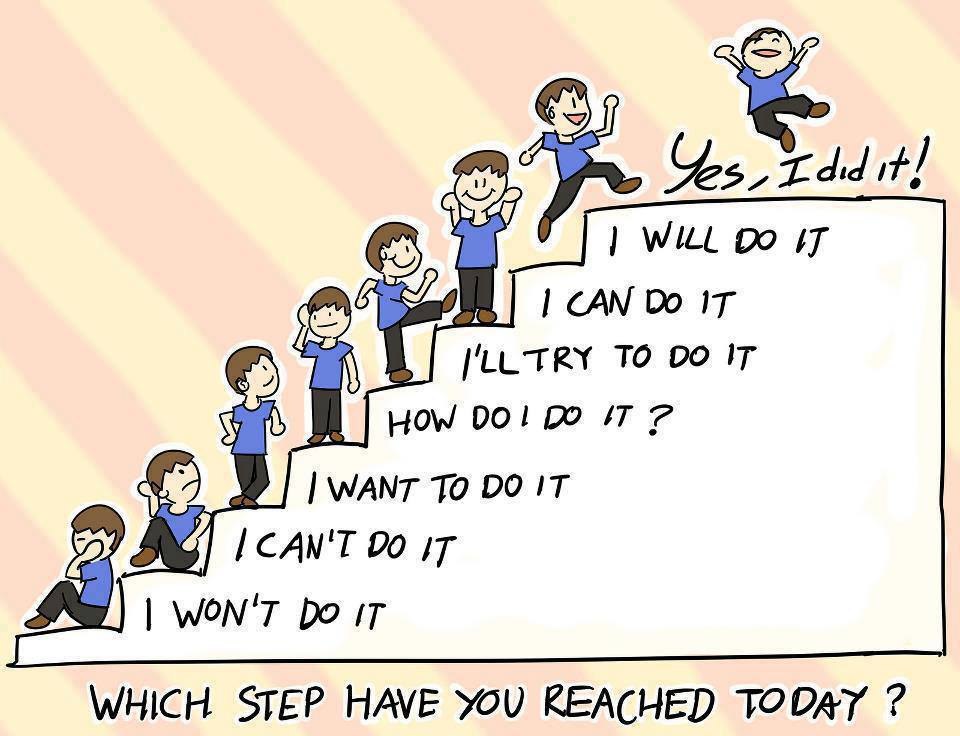 Yes, I did it!
I WILL DO IT
I CAN DO IT
I'LL TRY TO DO IT
HOW DO I DO IT ?
I WANT TO DO IT
I CAN'T DO IT
I WON'T DO IT
WHICH STEP HAVE YOU REACHED TODAY ?